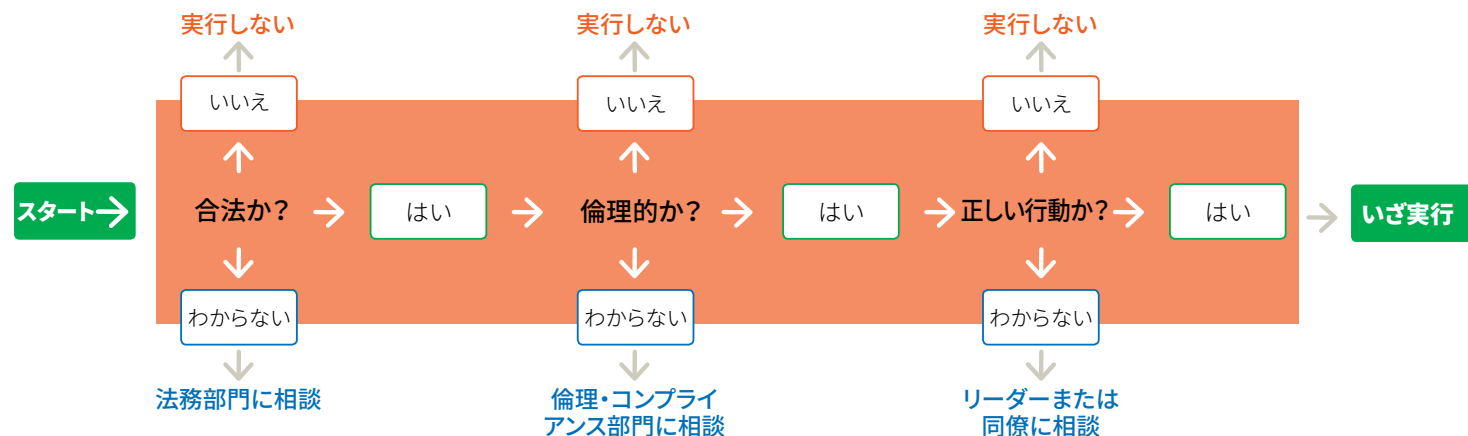 実行しない
実行しない
実行しない
いいえ
いいえ
いいえ
スタート
合法か？
はい
倫理的か？
はい
正しい行動か？
はい
いざ実行
わからない
わからない
わからない
法務部門に相談
倫理・コンプライ
アンス部門に相談
リーダーまたは
同僚に相談